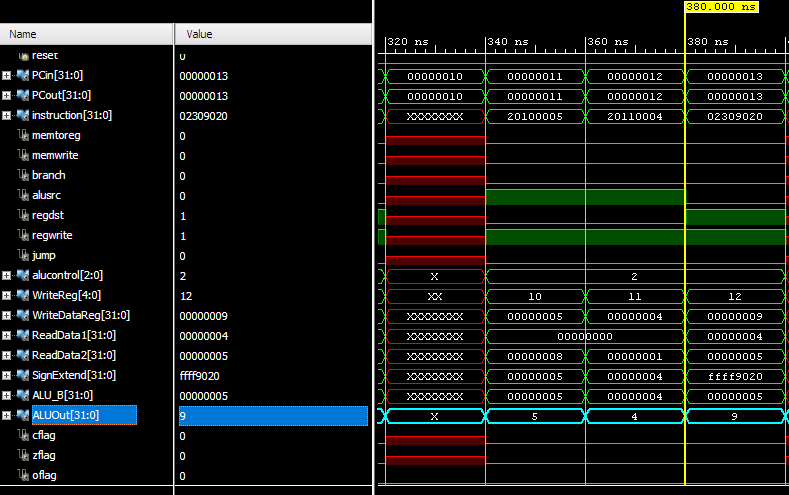 380.000 ns
Name Value
320 ns 340 ns 360 ns 380 ns
reset 0
PCin[31:0] 00000013 00000010 00000011 00000012 00000013
PCout[31:0] 00000013 00000010 00000011 00000012 00000013
instruction[31:0] 02309020 XXXXXXXX 20100005 20110004 02309020
memtoreg 0
memwrite 0
branch 0
alusrc 0
regdst 1
regwrite 1
jump 0
alucontrol[2:0] 2 X 2
WriteReg[4:0] 12 XX 10 11 12
WriteDataReg[31:0] 00000009 XXXXXXXX 00000005 00000004 00000009
ReadData1[31:0] 00000004 XXXXXXXX 00000000 00000004
ReadData2[31:0] 00000005 XXXXXXXX 00000008 00000001 00000005
SignExtend[31:0] ffff9020 XXXXXXXX 00000005 00000004 ffff9020
ALU_B[31:0] 00000005 XXXXXXXX 00000005 00000004 00000005
ALUOut[31:0] 9 X 5 4 9
cflag 0
zflag 0
oflag 0